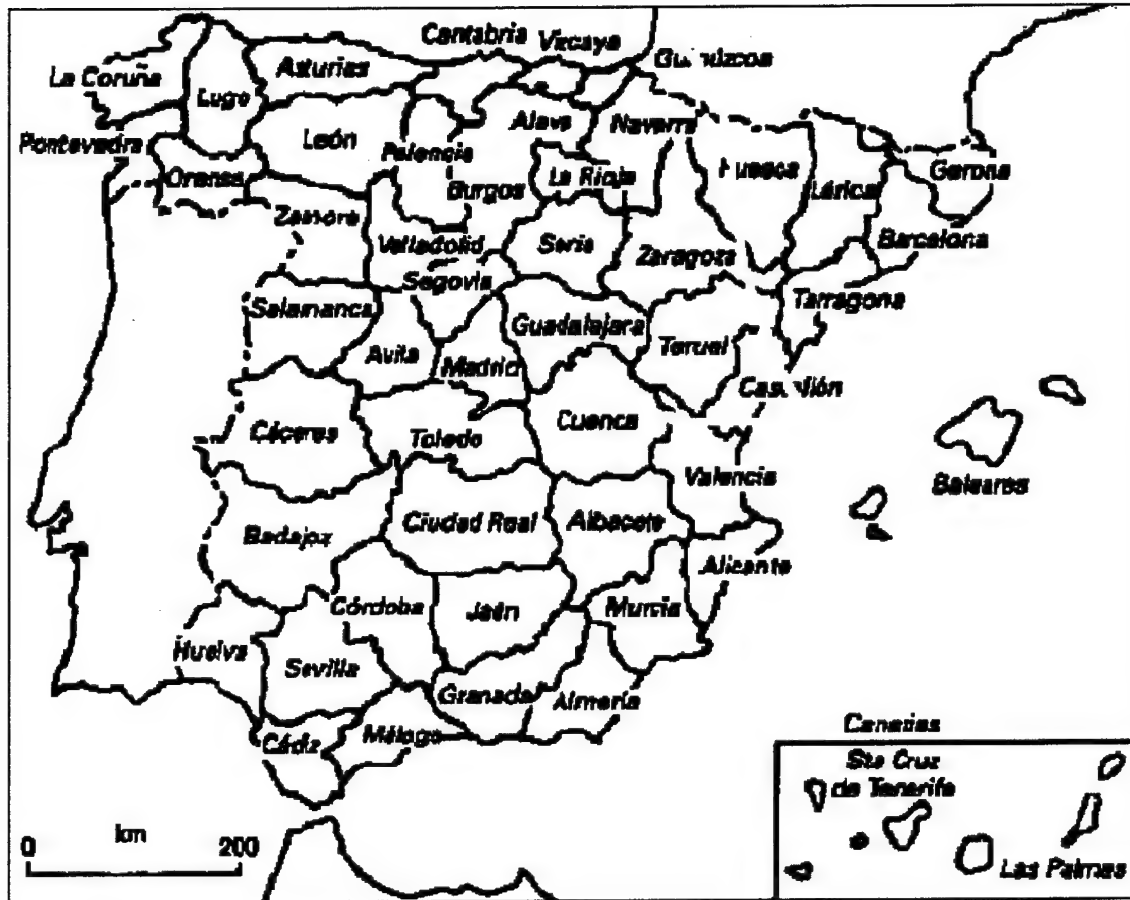 Cantabria
Vizcaya
La Coruña
Asturias
Lugo
Alava
Navarra
León
Pontevedra
Palencia
Huesca
Gerona
Orense
Burgos
La Rioja
Lérica
Zamora
Valladolid
Soria
Zaragoza
Barcelona
Segovia
Salamanca
Tarragona
Guadalajara
Avila
Madrid
Teruel
Cáceres
Toledo
Cuenca
Valencia
Baleares
Badajoz
Ciudad Real
Albacete
Alicante
Córdoba
Jaén
Murcia
Huelva
Sevilla
Granada
Almería
Cádiz
Málaga
Canarias
Sta Cruz
de Tenerife
Las Palmas
km
0 200